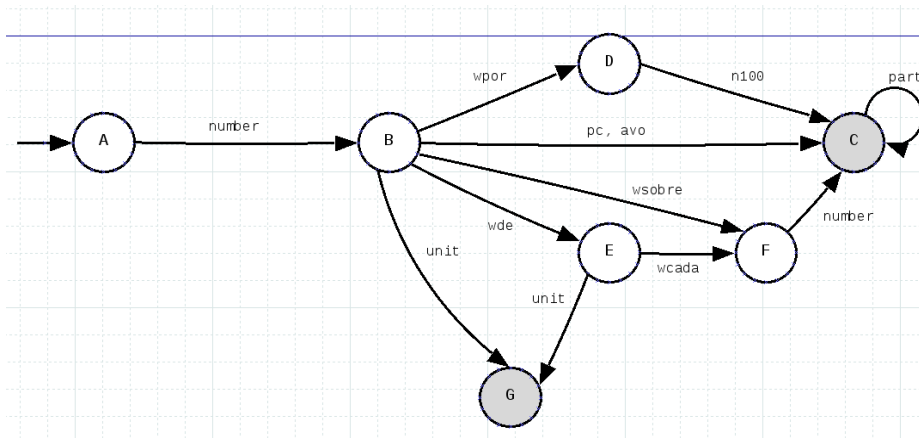 D
wpor
n100
part
number
pc, avo
A
B
C
wsobre
number
wde
unit
E
wcada
F
unit
G